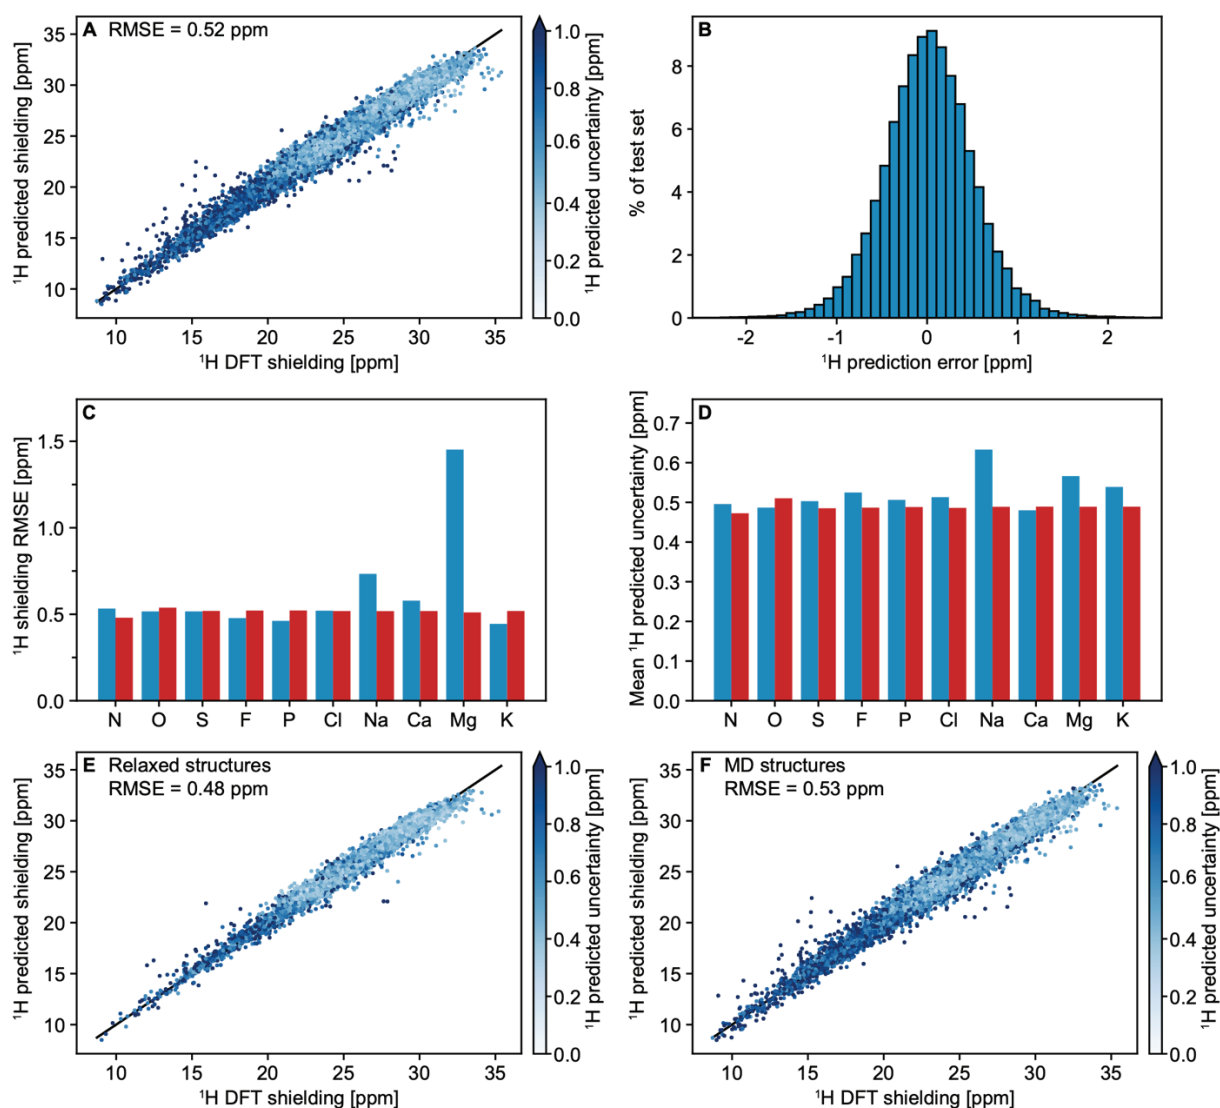 A RMSE = 0.52 ppm
¹H predicted shielding [ppm]
35
30
25
20
15
10
10 15 20 25 30 35
¹H DFT shielding [ppm]
1.0
0.8
0.6
0.4
0.2
0.0
¹H predicted uncertainty [ppm]
B
% of test set
8
6
4
2
0
-2 -1 0 1 2
¹H prediction error [ppm]
C
¹H shielding RMSE [ppm]
1.5
1.0
0.5
0.0
N O S F P Cl Na Ca Mg K
D
Mean ¹H predicted uncertainty [ppm]
0.7
0.6
0.5
0.4
0.3
0.2
0.1
0.0
N O S F P Cl Na Ca Mg K
E Relaxed structures
RMSE = 0.48 ppm
¹H predicted shielding [ppm]
35
30
25
20
15
10
10 15 20 25 30 35
¹H DFT shielding [ppm]
1.0
0.8
0.6
0.4
0.2
0.0
¹H predicted uncertainty [ppm]
F MD structures
RMSE = 0.53 ppm
¹H predicted shielding [ppm]
35
30
25
20
15
10
10 15 20 25 30 35
¹H DFT shielding [ppm]
1.0
0.8
0.6
0.4
0.2
0.0
¹H predicted uncertainty [ppm]